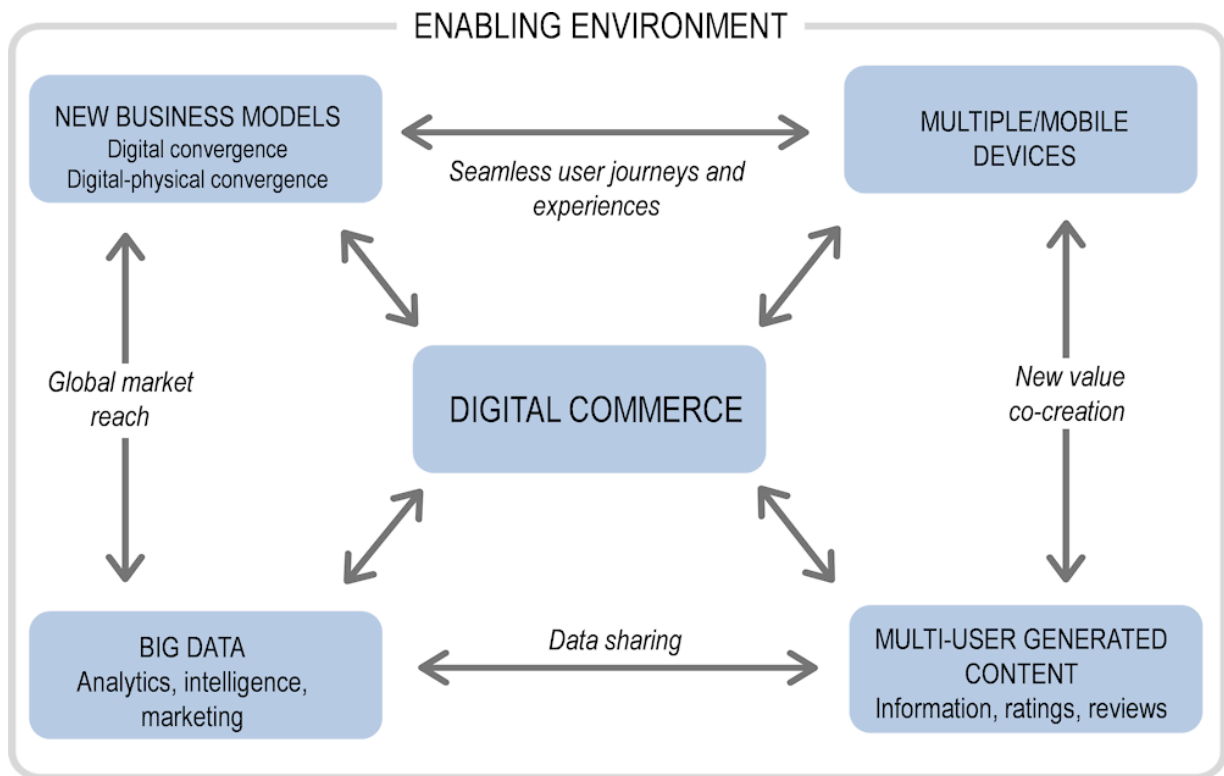 ENABLING ENVIRONMENT
NEW BUSINESS MODELS
Digital convergence
Digital-physical convergence
Seamless user journeys and
experiences
MULTIPLE/MOBILE
DEVICES
Global market
reach
DIGITAL COMMERCE
New value
co-creation
BIG DATA
Analytics, intelligence,
marketing
Data sharing
MULTI-USER GENERATED
CONTENT
Information, ratings, reviews